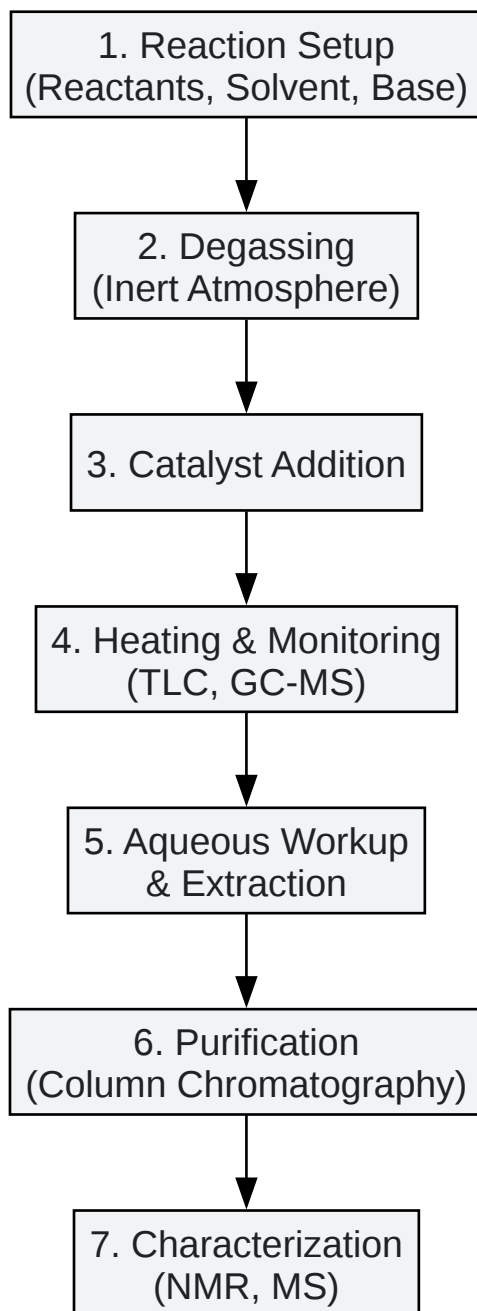 1. Reaction Setup
(Reactants, Solvent, Base)
2. Degassing
(Inert Atmosphere)
3. Catalyst Addition
4. Heating & Monitoring
(TLC, GC-MS)
5. Aqueous Workup
& Extraction
6. Purification
(Column Chromatography)
7. Characterization
(NMR, MS)